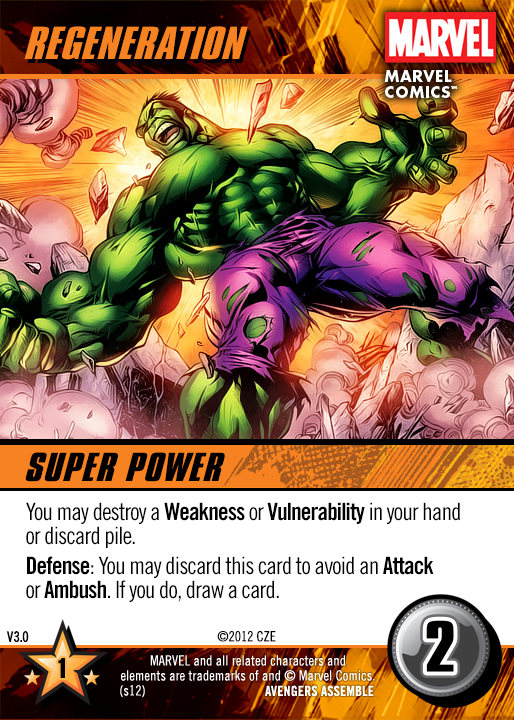 REGENERATION
MARVEL
MARVEL
COMICS™
SUPER POWER
You may destroy a Weakness or Vulnerability in your hand
or discard pile.
Defense: You may discard this card to avoid an Attack
or Ambush. If you do, draw a card.
V3.0
©2012 CZE
1
MARVEL and all related characters and
elements are trademarks of and © Marvel Comics.
(s12)
AVENGERS ASSEMBLE
2